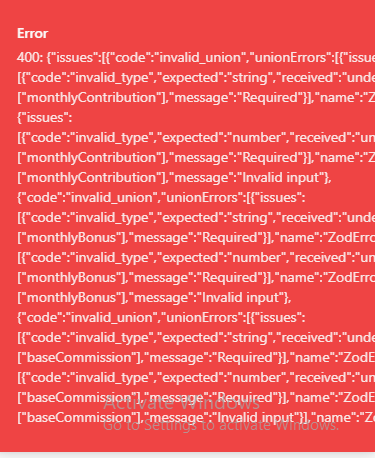 Error
400: {"issues":[{"code":"invalid_union","unionErrors":[{"issue
[{"code":"invalid_type","expected":"string","received":"unde
["monthlyContribution"],"message":"Required"}],"name":"Z
{"issues":
[{"code":"invalid_type","expected":"number","received":"un
["monthlyContribution"],"message":"Required"}],"name":"Z
["monthlyContribution"],"message":"Invalid input"},
{"code":"invalid_union","unionErrors":[{"issues":
[{"code":"invalid_type","expected":"string","received":"unde
["monthlyBonus"],"message":"Required"}],"name":"ZodErro
[{"code":"invalid_type","expected":"number","received":"un
["monthlyBonus"],"message":"Required"}],"name":"ZodErro
["monthlyBonus"],"message":"Invalid input"},
{"code":"invalid_union","unionErrors":[{"issues":
[{"code":"invalid_type","expected":"string","received":"unde
["baseCommission"],"message":"Required"}],"name":"ZodE
[{"code":"invalid_type","expected":"number","received":"un
["baseCommission"],"message":"Required"}],"name":"ZodE
["baseCommission"],"message":"Invalid input"}],"name":"Zo
Activate Windows
Go to Settings to activate Windows.